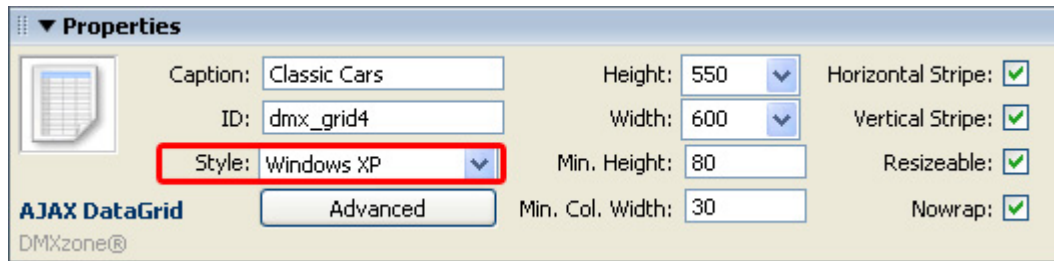 Properties
Caption: Classic Cars Height: 550 Horizontal Stripe:
ID: dmx_grid4 Width: 600 Vertical Stripe:
Style: Windows XP Min. Height: 80 Resizeable:
AJAX DataGrid Advanced Min. Col. Width: 30 Nowrap:
DMXzone®